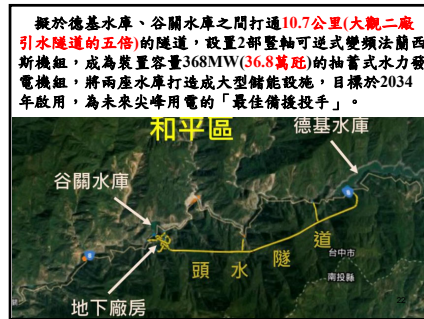 擬於德基水庫、谷關水庫之間打通10.7公里(大觀二廠
引水隧道的五倍)的隧道，設置2部豎軸可逆式變頻法蘭西
斯機組，成為裝置容量368MW(36.8萬瓩)的抽蓄式水力發
電機組，將兩座水庫打造成大型儲能設施，目標於2034
年啟用，為未來尖峰用電的「最佳備援投手」。
和平區
德基水庫
谷關水庫
頭水隧道
台中市
南投縣
地下廠房
22